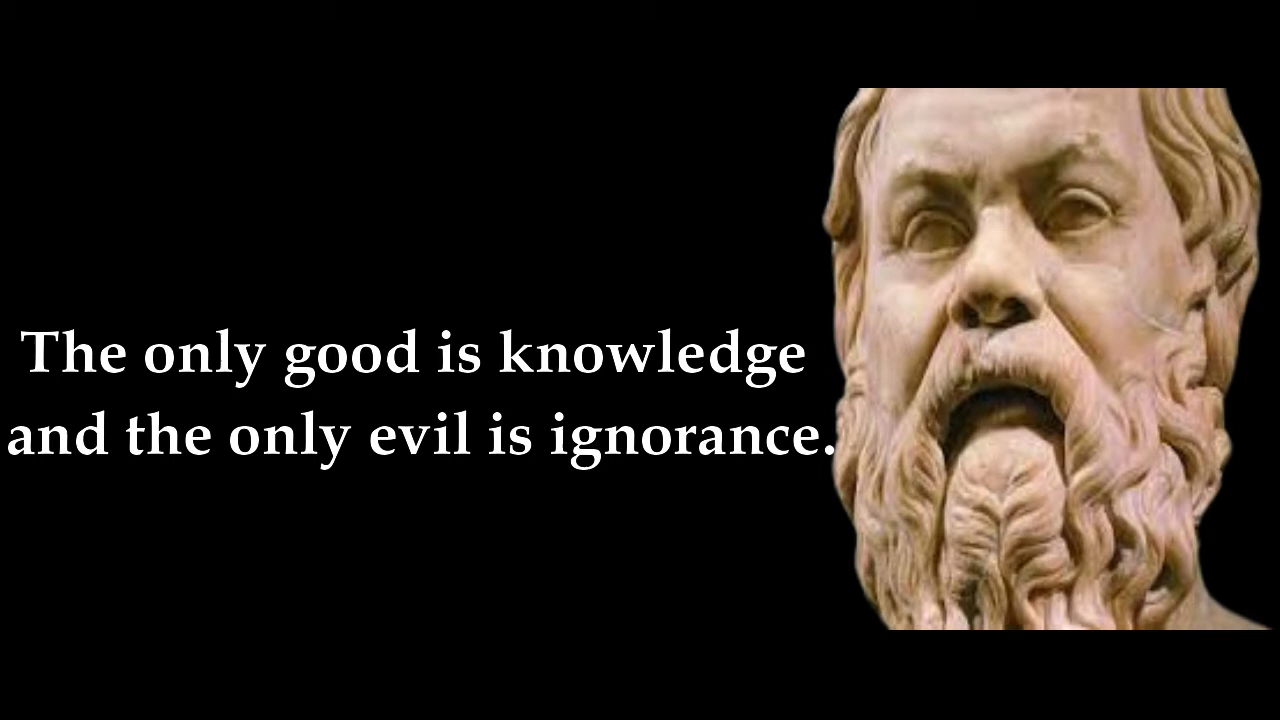 The only good is knowledge
and the only evil is ignorance.